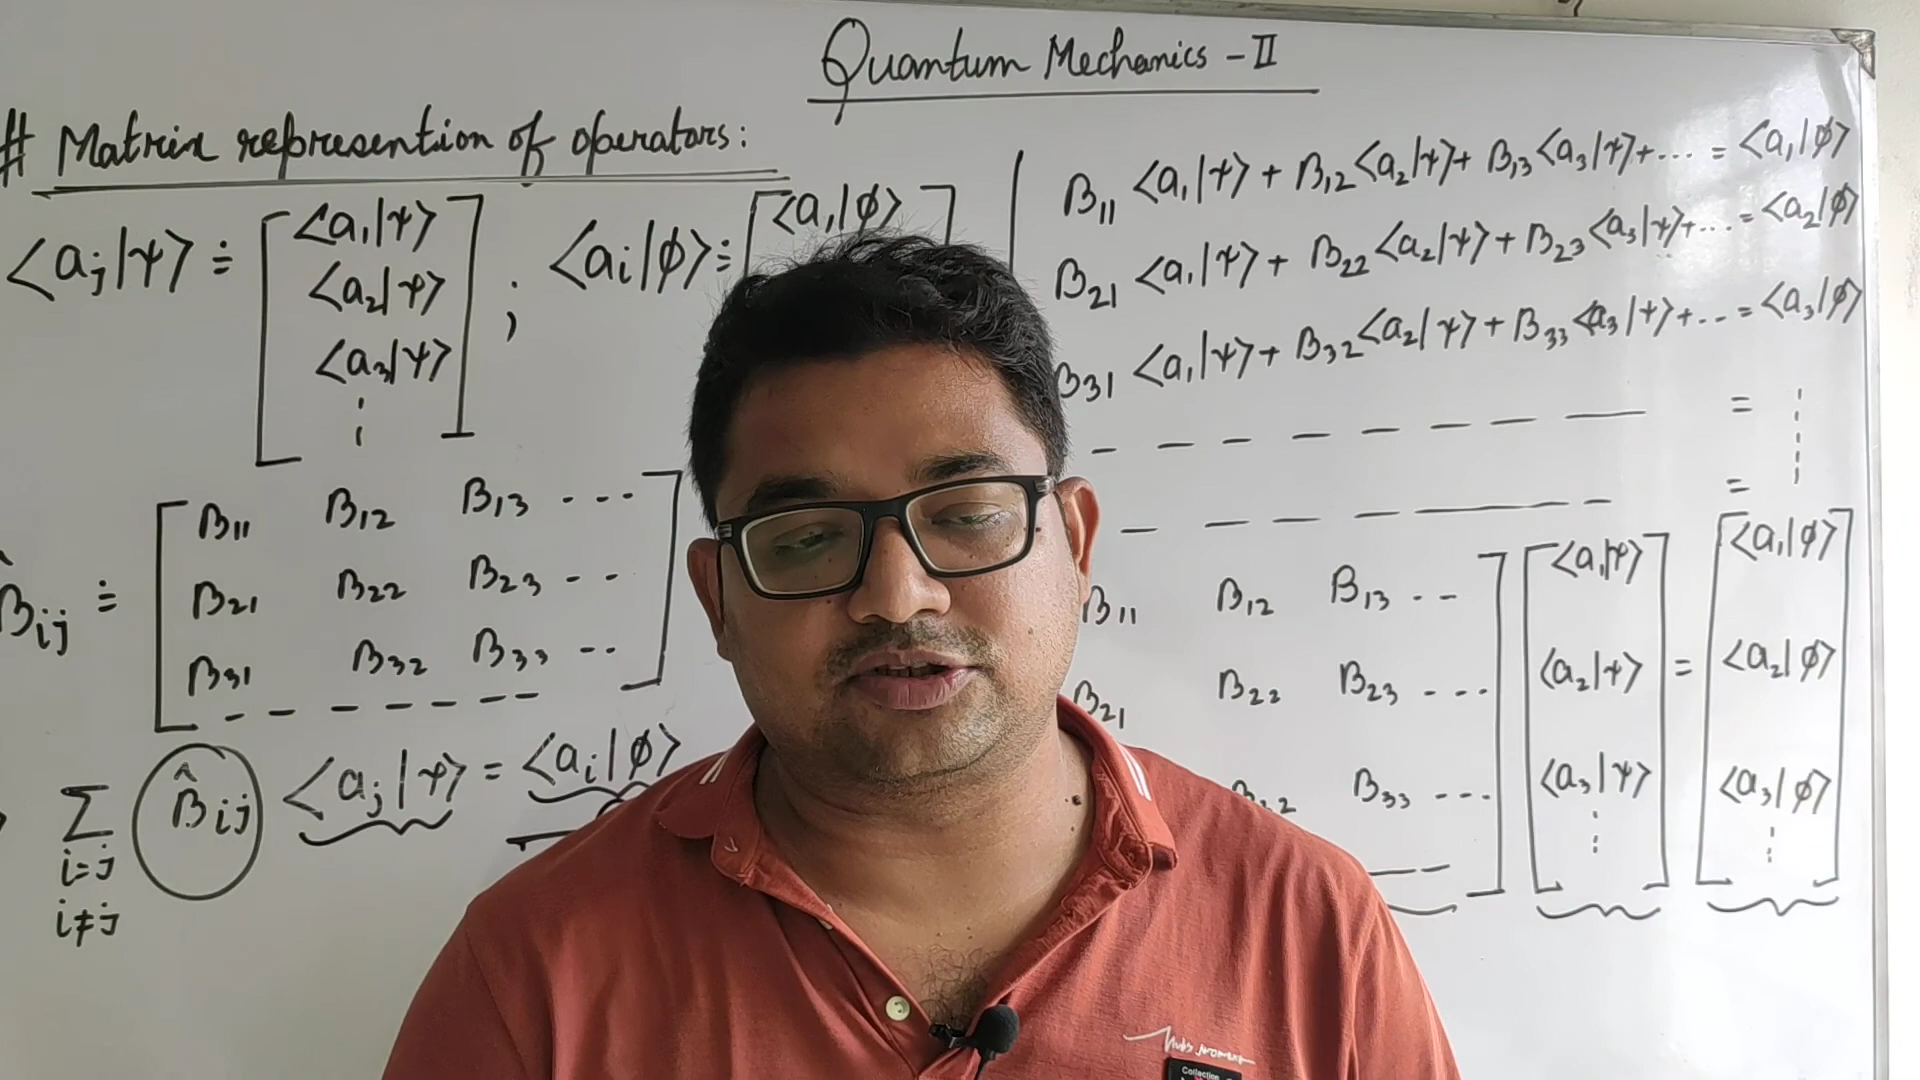 Quantum Mechanics - II
# Matrix represention of operators:
<aj|ψ> ≐ [ <a1|ψ> ; <ai|ϕ> ≐ [ <a1|ϕ> ]
<a2|ψ>
<a3|ψ>
⋮ ]
B̂ij ≐ [ B11 B12 B13 ...
B21 B22 B23 ..
B31 B32 B33 ..
- - - - - - - ]
∑ B̂ij <aj|ψ> = <ai|ϕ>
i=j
i≠j
B11 <a1|ψ> + B12 <a2|ψ> + B13 <a3|ψ> + ... = <a1|ϕ>
B21 <a1|ψ> + B22 <a2|ψ> + B23 <a3|ψ> + ... = <a2|ϕ>
B31 <a1|ψ> + B32 <a2|ψ> + B33 <a3|ψ> + ... = <a3|ϕ>
- - - - - - - - =
- - - - - - =
B11 B12 B13 .. ] [ <a1|ψ> ] [ <a1|ϕ> ]
B21 B22 B23 ... <a2|ψ> = <a2|ϕ>
B33 ... <a3|ψ> <a3|ϕ>
⋮ ⋮
Collection